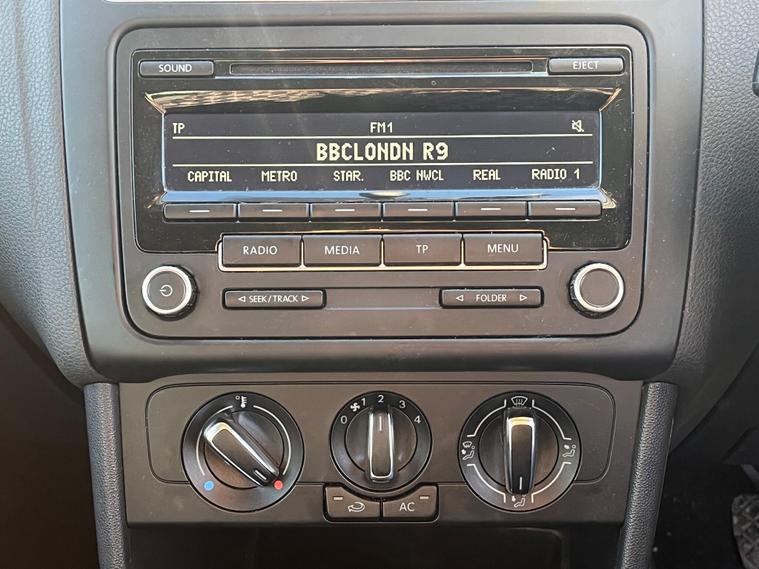 SOUND
EJECT
TP FM1
BBCLONDN R9
CAPITAL METRO STAR. BBC NWCL REAL RADIO 1
RADIO MEDIA TP MENU
SEEK/TRACK FOLDER
0 1 2 3 4
AC